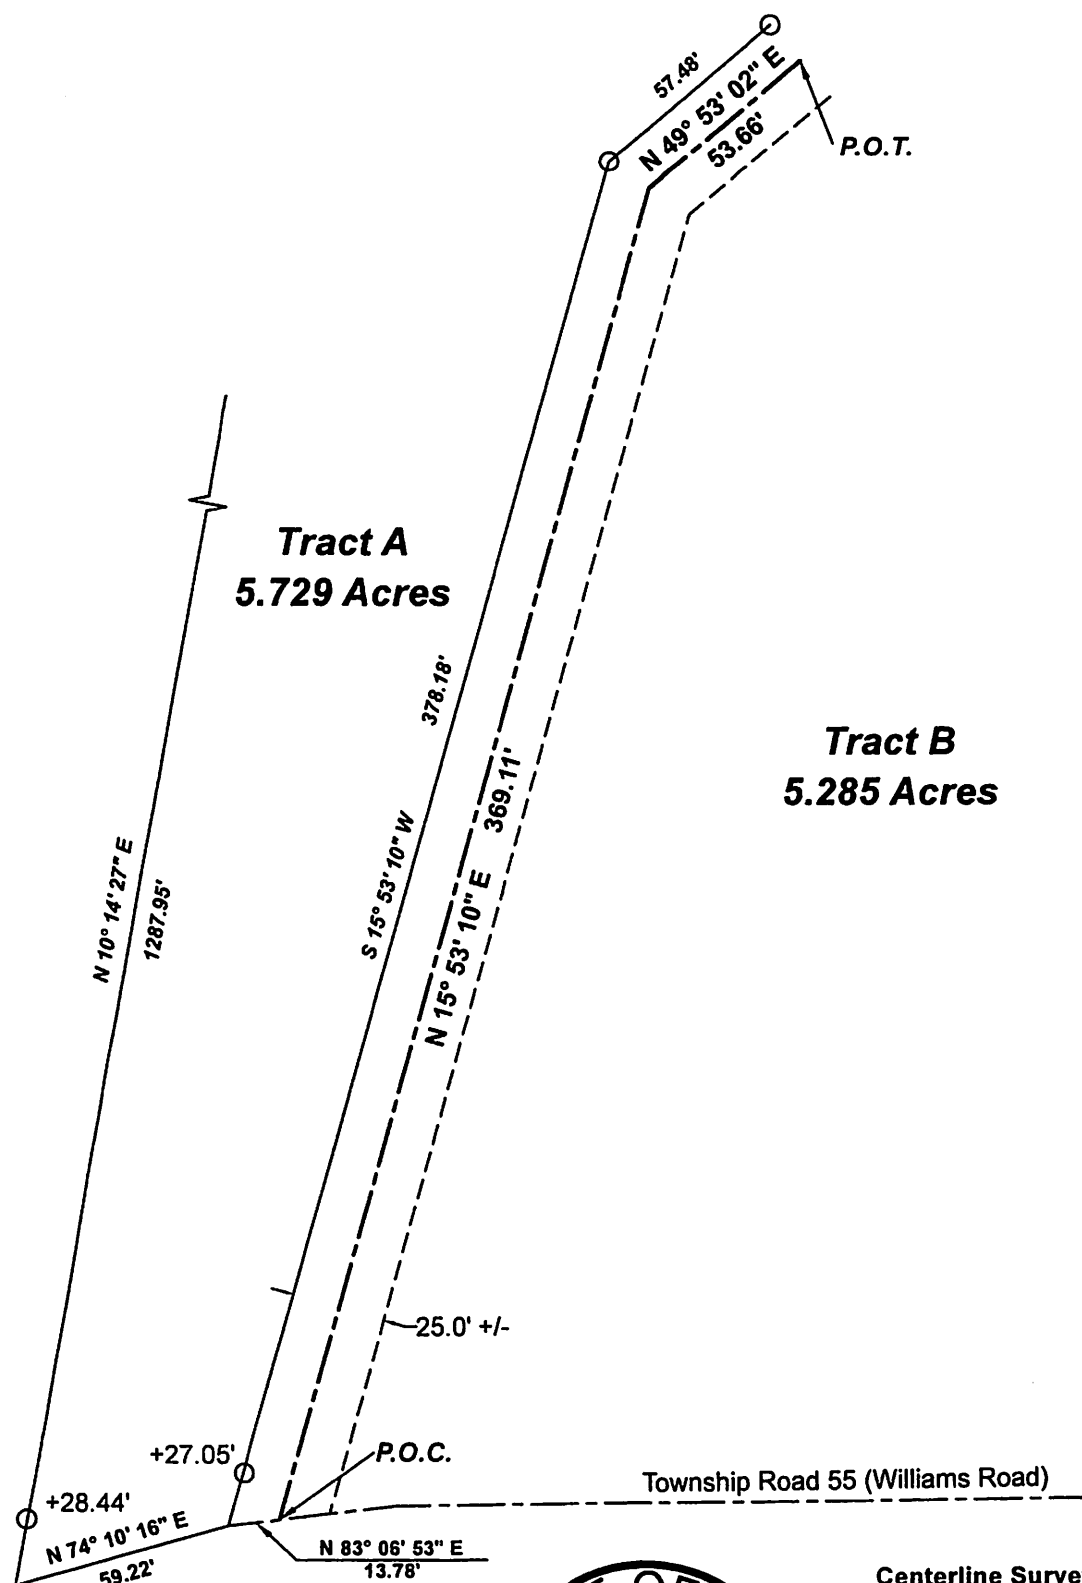 57.48'
N 49° 53' 02" E
53.66'
P.O.T.
Tract A
5.729 Acres
378.18'
Tract B
5.285 Acres
369.11'
S 15° 53' 10" W
N 10° 14' 27" E
1287.95'
N 15° 53' 10" E
25.0' +/-
+27.05'
P.O.C.
Township Road 55 (Williams Road)
+28.44'
N 74° 10' 16" E
59.22'
N 83° 06' 53" E
13.78'
Centerline Surve